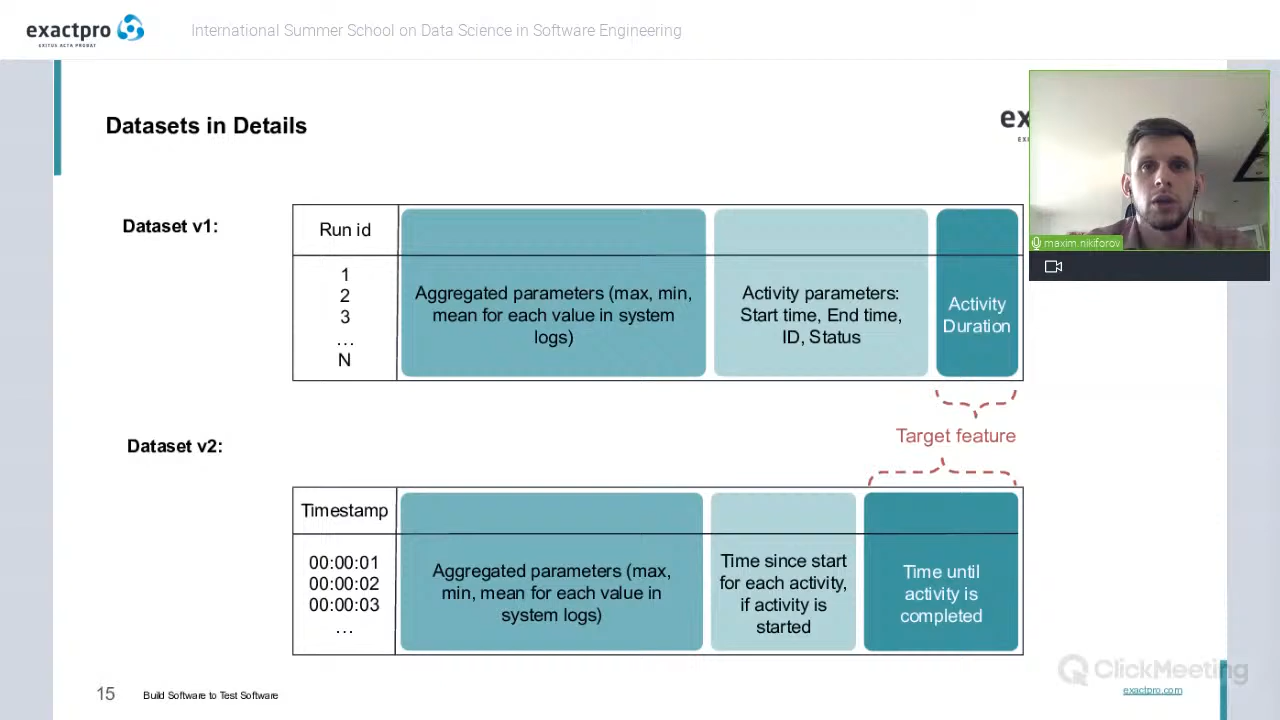 exactpro
EXITUS ACTA PROBAT
International Summer School on Data Science in Software Engineering
Datasets in Details
ex
maxim.nikiforov
Dataset v1:
Run id
1
2
3
...
N
Aggregated parameters (max, min,
mean for each value in system
logs)
Activity parameters:
Start time, End time,
ID, Status
Activity
Duration
Target feature
Dataset v2:
Timestamp
00:00:01
00:00:02
00:00:03
...
Aggregated parameters (max,
min, mean for each value in
system logs)
Time since start
for each activity,
if activity is
started
Time until
activity is
completed
ClickMeeting
15
Build Software to Test Software
exactpro.com